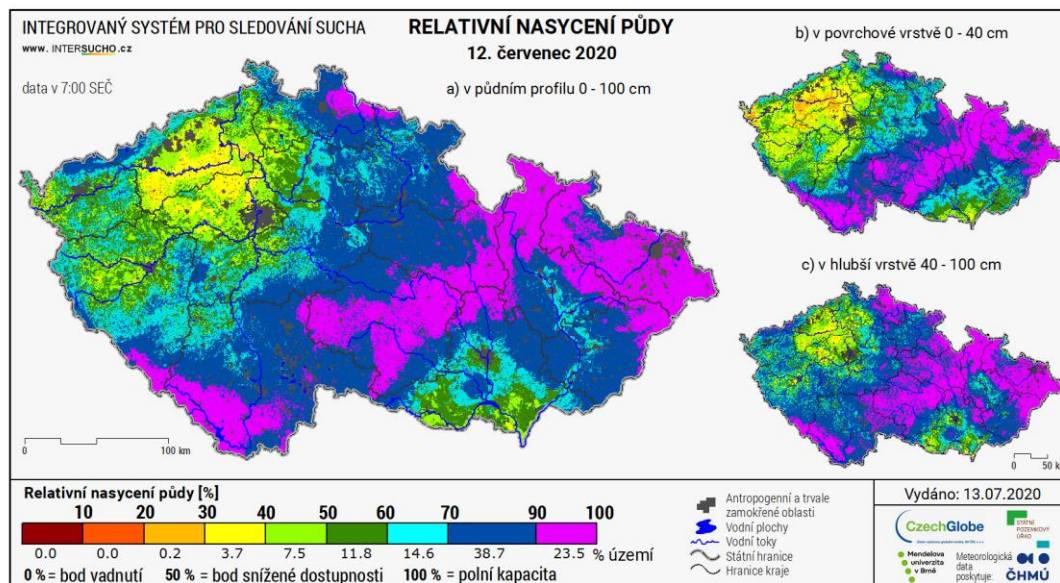 INTEGROVANÝ SYSTÉM PRO SLEDOVÁNÍ SUCHA
www. INTERSUCHO.cz
RELATIVNÍ NASYCENÍ PŮDY
12. červenec 2020
data v 7:00 SEČ
a) v půdním profilu 0 - 100 cm
b) v povrchové vrstvě 0 - 40 cm
c) v hlubší vrstvě 40 - 100 cm
0 100 km
0 50 k
Relativní nasycení půdy [%]
10 20 30 40 50 60 70 90 100
0.0 0.0 0.2 3.7 7.5 11.8 14.6 38.7 23.5 % území
0 % = bod vadnutí 50 % = bod snížené dostupnosti 100 % = polní kapacita
Antropogenní a trvale
zamokřené oblasti
Vodní plochy
Vodní toky
Státní hranice
Hranice kraje
Vydáno: 13.07.2020
CzechGlobe
STÁTNÍ
POZEMKOVÝ
ÚŘAD
Mendelova
univerzita
v Brně
Meteorologická
data
poskytuje:
ČHMÚ